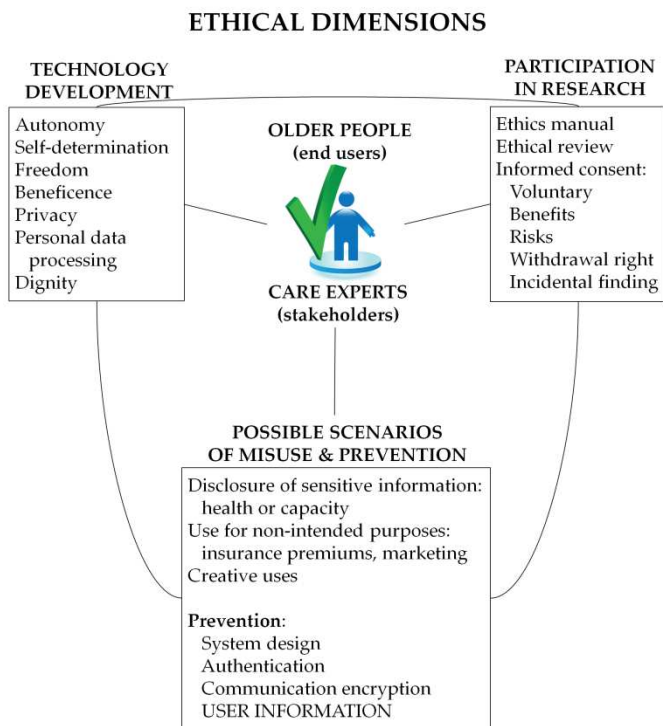 ETHICAL DIMENSIONS
TECHNOLOGY
DEVELOPMENT
Autonomy
Self-determination
Freedom
Beneficence
Privacy
Personal data
processing
Dignity
OLDER PEOPLE
(end users)
CARE EXPERTS
(stakeholders)
PARTICIPATION
IN RESEARCH
Ethics manual
Ethical review
Informed consent:
Voluntary
Benefits
Risks
Withdrawal right
Incidental finding
POSSIBLE SCENARIOS
OF MISUSE & PREVENTION
Disclosure of sensitive information:
health or capacity
Use for non-intended purposes:
insurance premiums, marketing
Creative uses
Prevention:
System design
Authentication
Communication encryption
USER INFORMATION